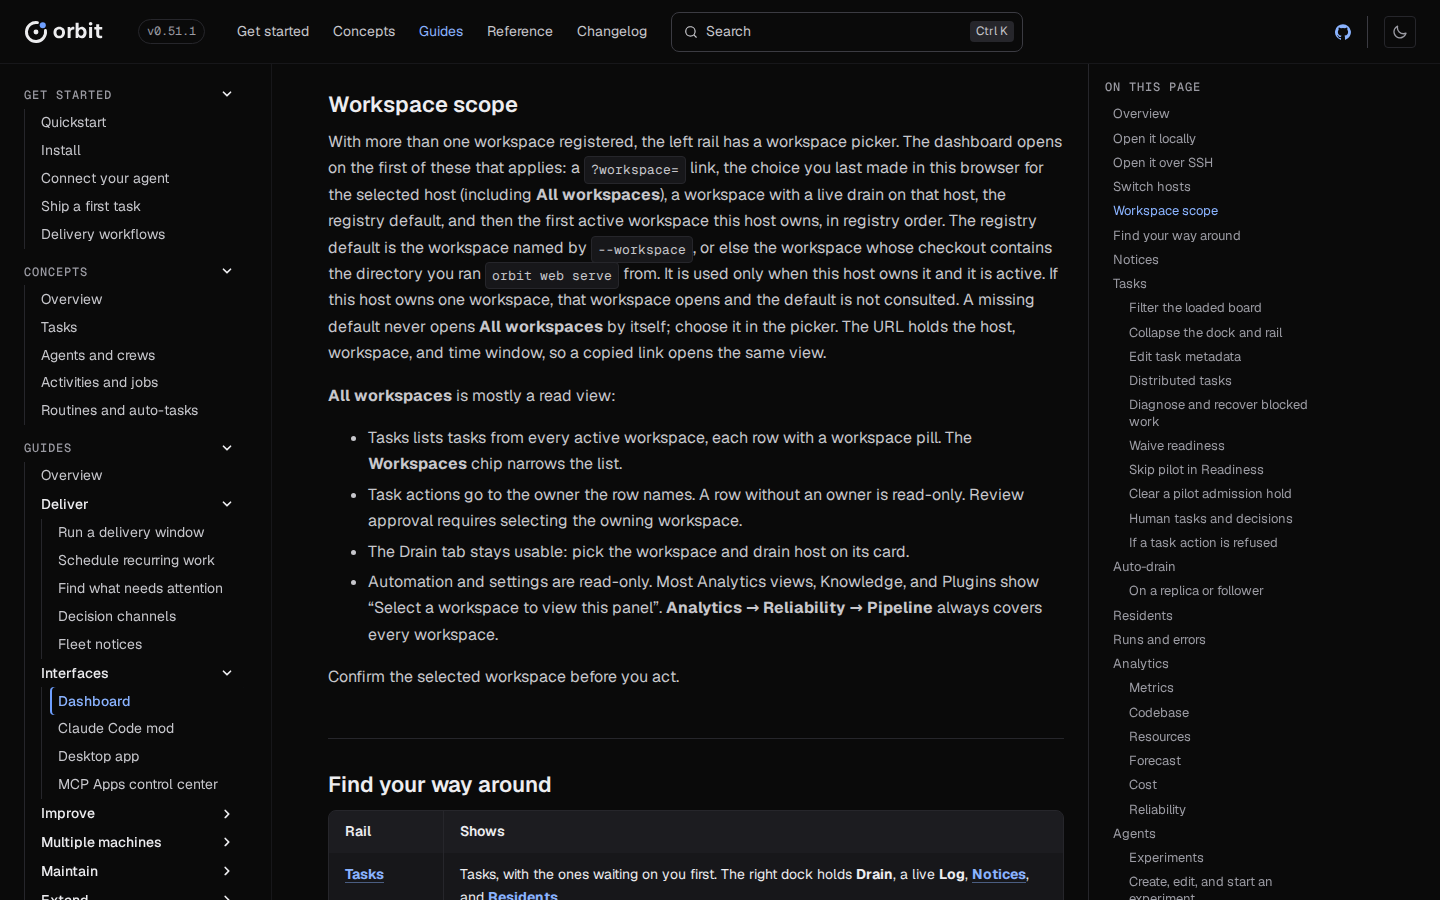 orbit
v0.51.1
Get started
Concepts
Guides
Reference
Changelog
Search
Ctrl K
GET STARTED
Quickstart
Install
Connect your agent
Ship a first task
Delivery workflows
CONCEPTS
Overview
Tasks
Agents and crews
Activities and jobs
Routines and auto-tasks
GUIDES
Overview
Deliver
Run a delivery window
Schedule recurring work
Find what needs attention
Decision channels
Fleet notices
Interfaces
Dashboard
Claude Code mod
Desktop app
MCP Apps control center
Improve
Multiple machines
Maintain
Extend
Workspace scope
With more than one workspace registered, the left rail has a workspace picker. The dashboard opens
on the first of these that applies: a ?workspace= link, the choice you last made in this browser for
the selected host (including All workspaces), a workspace with a live drain on that host, the
registry default, and then the first active workspace this host owns, in registry order. The registry
default is the workspace named by --workspace, or else the workspace whose checkout contains
the directory you ran orbit web serve from. It is used only when this host owns it and it is active. If
this host owns one workspace, that workspace opens and the default is not consulted. A missing
default never opens All workspaces by itself; choose it in the picker. The URL holds the host,
workspace, and time window, so a copied link opens the same view.
All workspaces is mostly a read view:
• Tasks lists tasks from every active workspace, each row with a workspace pill. The
Workspaces chip narrows the list.
• Task actions go to the owner the row names. A row without an owner is read-only. Review
approval requires selecting the owning workspace.
• The Drain tab stays usable: pick the workspace and drain host on its card.
• Automation and settings are read-only. Most Analytics views, Knowledge, and Plugins show
“Select a workspace to view this panel”. Analytics → Reliability → Pipeline always covers
every workspace.
Confirm the selected workspace before you act.
Find your way around
Rail
Shows
Tasks
Tasks, with the ones waiting on you first. The right dock holds Drain, a live Log, Notices,
and Residents
ON THIS PAGE
Overview
Open it locally
Open it over SSH
Switch hosts
Workspace scope
Find your way around
Notices
Tasks
Filter the loaded board
Collapse the dock and rail
Edit task metadata
Distributed tasks
Diagnose and recover blocked
work
Waive readiness
Skip pilot in Readiness
Clear a pilot admission hold
Human tasks and decisions
If a task action is refused
Auto-drain
On a replica or follower
Residents
Runs and errors
Analytics
Metrics
Codebase
Resources
Forecast
Cost
Reliability
Agents
Experiments
Create, edit, and start an
experiment